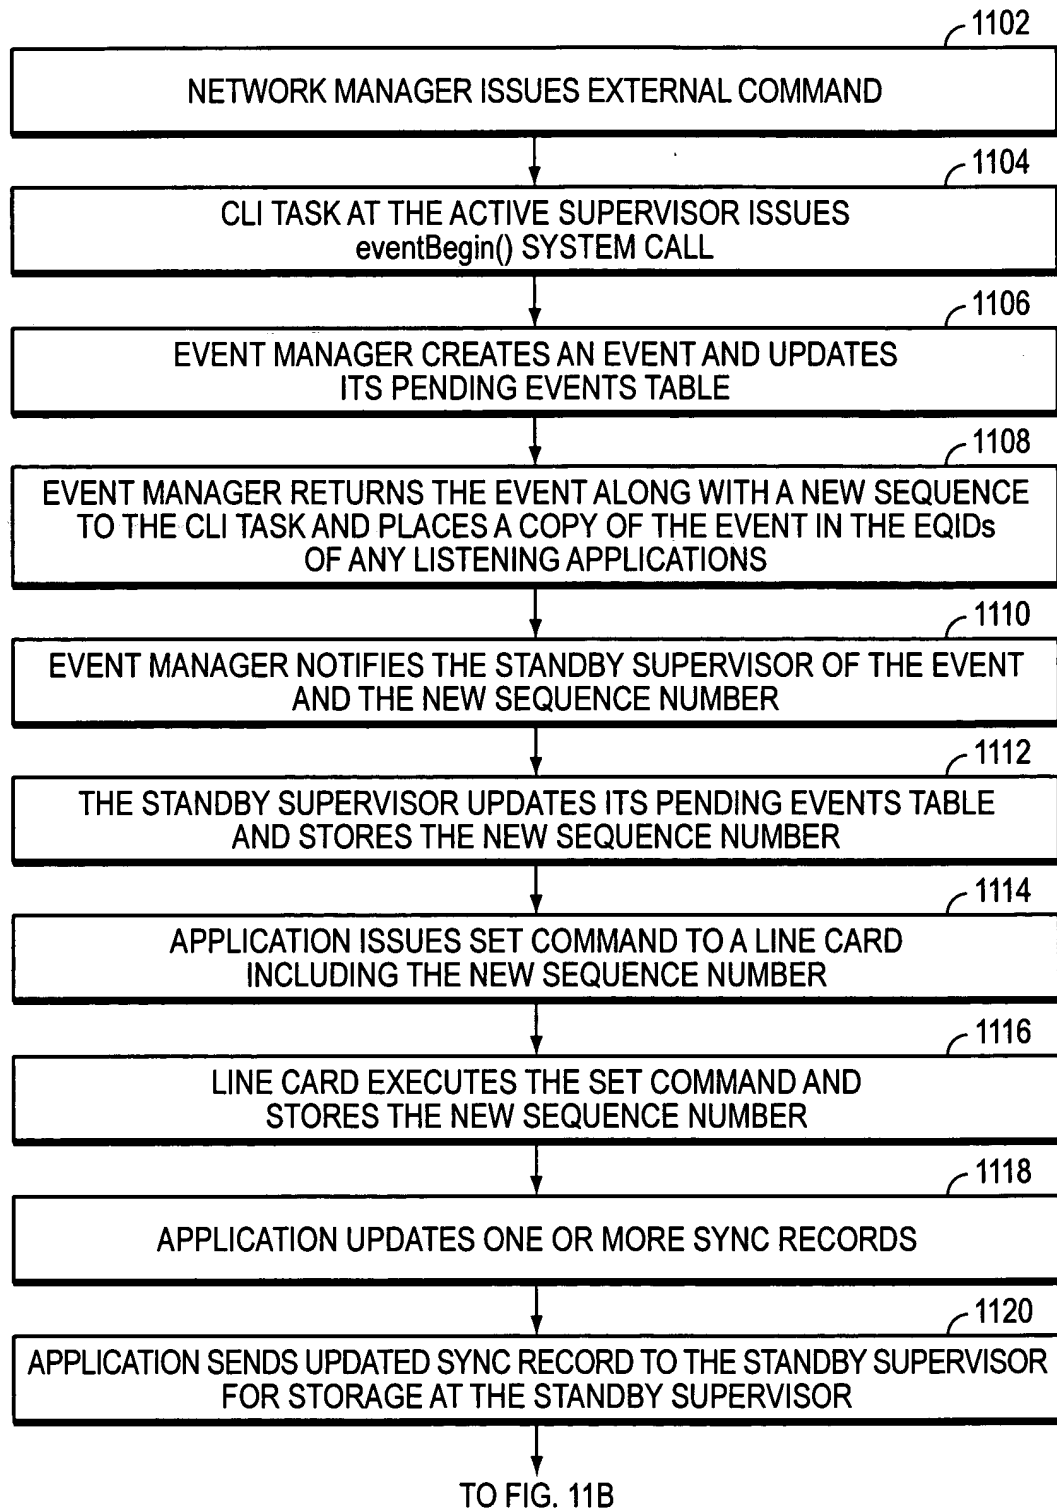 1102
NETWORK MANAGER ISSUES EXTERNAL COMMAND
1104
CLI TASK AT THE ACTIVE SUPERVISOR ISSUES
eventBegin() SYSTEM CALL
1106
EVENT MANAGER CREATES AN EVENT AND UPDATES
ITS PENDING EVENTS TABLE
1108
EVENT MANAGER RETURNS THE EVENT ALONG WITH A NEW SEQUENCE
TO THE CLI TASK AND PLACES A COPY OF THE EVENT IN THE EQIDs
OF ANY LISTENING APPLICATIONS
1110
EVENT MANAGER NOTIFIES THE STANDBY SUPERVISOR OF THE EVENT
AND THE NEW SEQUENCE NUMBER
1112
THE STANDBY SUPERVISOR UPDATES ITS PENDING EVENTS TABLE
AND STORES THE NEW SEQUENCE NUMBER
1114
APPLICATION ISSUES SET COMMAND TO A LINE CARD
INCLUDING THE NEW SEQUENCE NUMBER
1116
LINE CARD EXECUTES THE SET COMMAND AND
STORES THE NEW SEQUENCE NUMBER
1118
APPLICATION UPDATES ONE OR MORE SYNC RECORDS
1120
APPLICATION SENDS UPDATED SYNC RECORD TO THE STANDBY SUPERVISOR
FOR STORAGE AT THE STANDBY SUPERVISOR
TO FIG. 11B